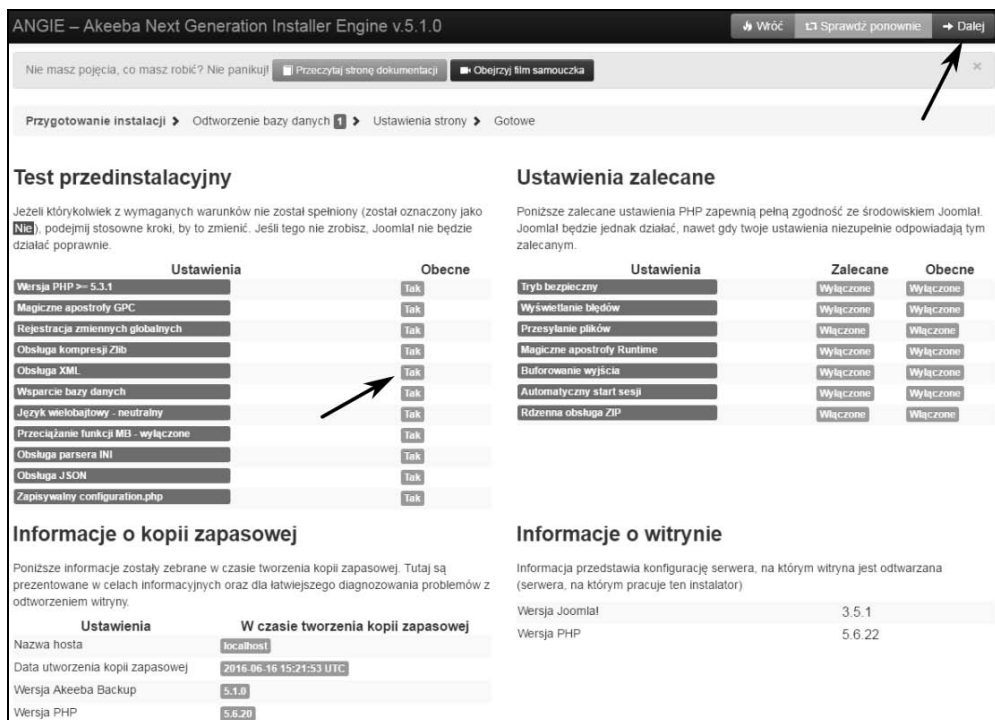 ANGIE – Akeeba Next Generation Installer Engine v.5.1.0
Wróć
Sprawdź ponownie
Dalej
Nie masz pojęcia, co masz robić? Nie panikuj!
Przeczytaj stronę dokumentacji
Obejrzyj film samouczka
×
Przygotowanie instalacji
Odtworzenie bazy danych 1
Ustawienia strony
Gotowe
Test przedinstalacyjny
Jeżeli którykolwiek z wymaganych warunków nie został spełniony (został oznaczony jako
Nie), podejmij stosowne kroki, by to zmienić. Jeśli tego nie zrobisz, Joomla! nie będzie
działać poprawnie.
Ustawienia Obecne
Wersja PHP >= 5.3.1 Tak
Magiczne apostrofy GPC Tak
Rejestracja zmiennych globalnych Tak
Obsługa kompresji Zlib Tak
Obsługa XML Tak
Wsparcie bazy danych Tak
Język wielobajtowy - neutralny Tak
Przeciążanie funkcji MB - wyłączone Tak
Obsługa parsera INI Tak
Obsługa JSON Tak
Zapisywalny configuration.php Tak
Ustawienia zalecane
Poniższe zalecane ustawienia PHP zapewnią pełną zgodność ze środowiskiem Joomla!.
Joomla! będzie jednak działać, nawet gdy twoje ustawienia niezupełnie odpowiadają tym
zalecanym.
Ustawienia Zalecane Obecne
Tryb bezpieczny Wyłączone Wyłączone
Wyświetlanie błędów Wyłączone Wyłączone
Przesyłanie plików Włączone Włączone
Magiczne apostrofy Runtime Wyłączone Wyłączone
Buforowanie wyjścia Wyłączone Wyłączone
Automatyczny start sesji Wyłączone Wyłączone
Rdzenna obsługa ZIP Włączone Włączone
Informacje o kopii zapasowej
Poniższe informacje zostały zebrane w czasie tworzenia kopii zapasowej. Tutaj są
prezentowane w celach informacyjnych oraz dla łatwiejszego diagnozowania problemów z
odtworzeniem witryny.
Ustawienia W czasie tworzenia kopii zapasowej
Nazwa hosta localhost
Data utworzenia kopii zapasowej 2016-06-16 15:21:53 UTC
Wersja Akeeba Backup 5.1.0
Wersja PHP 5.6.20
Informacje o witrynie
Informacja przedstawia konfigurację serwera, na którym witryna jest odtwarzana
(serwera, na którym pracuje ten instalator)
Wersja Joomla! 3.5.1
Wersja PHP 5.6.22